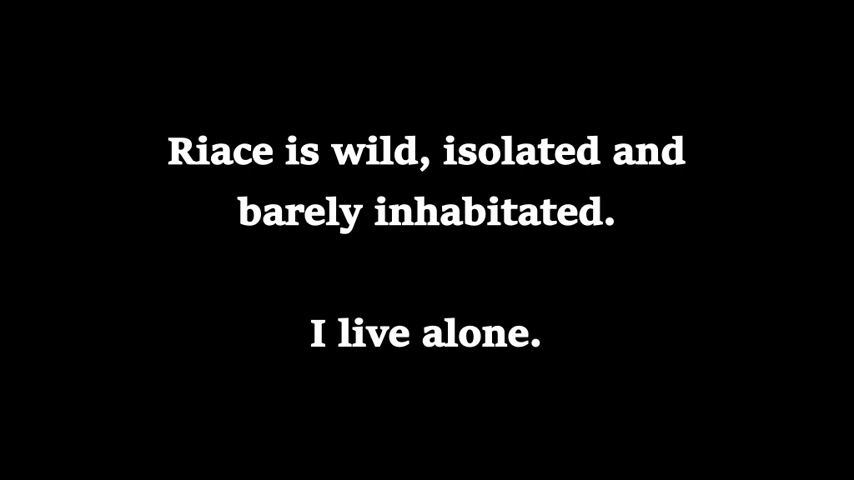 Riace is wild, isolated and
barely inhabitated.
I live alone.